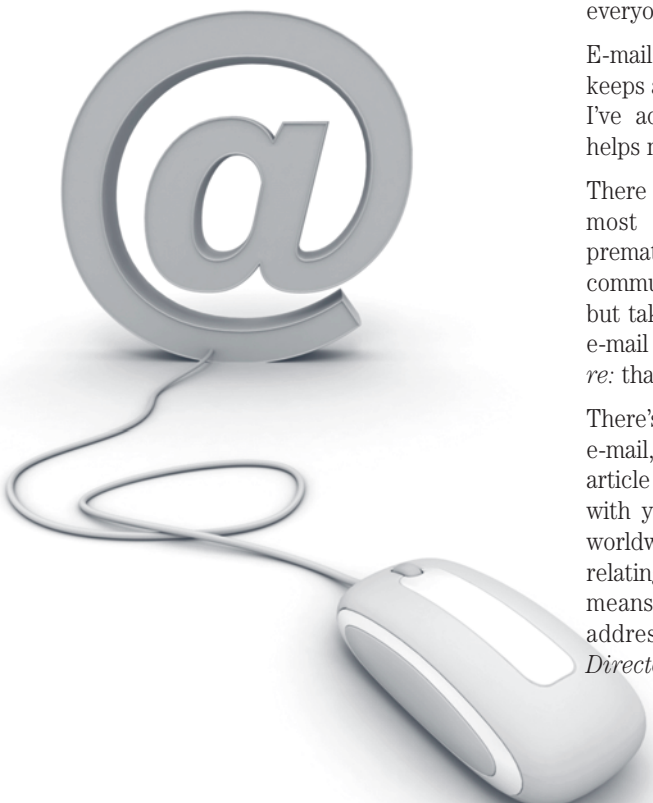 @
everyo
E-mail
keeps a
I've ac
helps r
There
most
premat
commu
but tak
e-mail
re: tha
There's
e-mail,
article
with y
worldw
relating
means
addres
Directo